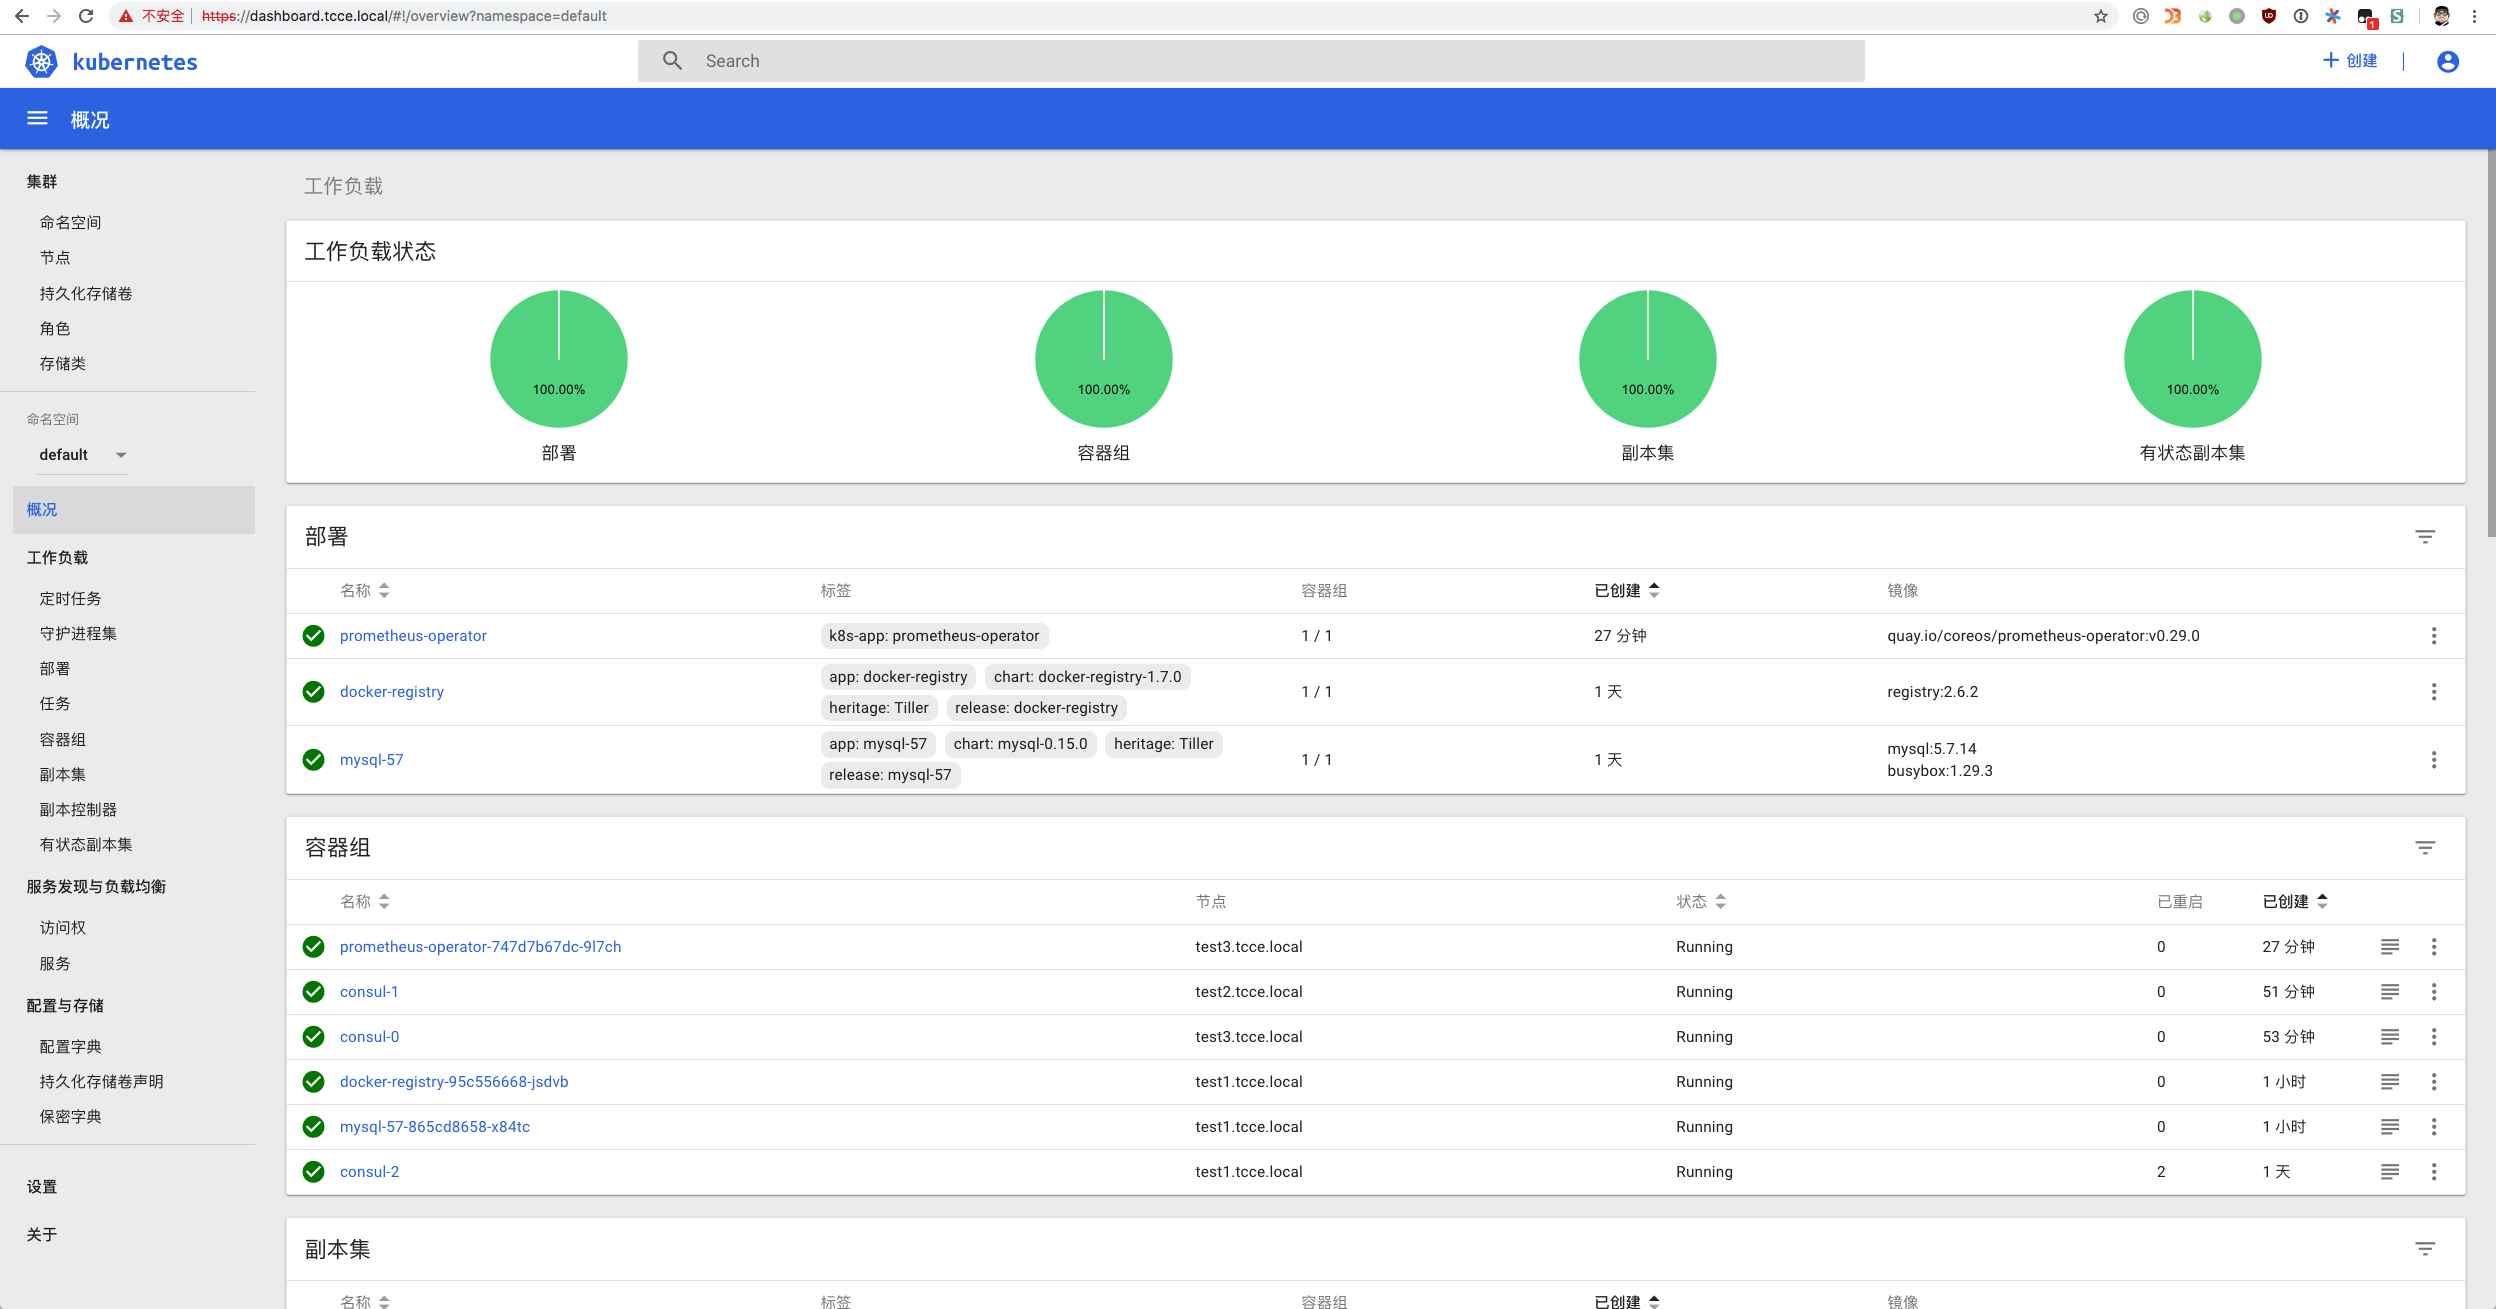 不安全 https://dashboard.tcce.local/#!/overview?namespace=default
1
kubernetes
Search
创建
概况
集群
命名空间
节点
持久化存储卷
角色
存储类
命名空间
default
概况
工作负载
定时任务
守护进程集
部署
任务
容器组
副本集
副本控制器
有状态副本集
服务发现与负载均衡
访问权
服务
配置与存储
配置字典
持久化存储卷声明
保密字典
设置
关于
工作负载
工作负载状态
100.00% 100.00% 100.00% 100.00%
部署 容器组 副本集 有状态副本集
部署
名称 标签 容器组 已创建 镜像
prometheus-operator k8s-app: prometheus-operator 1 / 1 27 分钟 quay.io/coreos/prometheus-operator:v0.29.0
app: docker-registry chart: docker-registry-1.7.0
docker-registry 1 / 1 1 天 registry:2.6.2
heritage: Tiller release: docker-registry
app: mysql-57 chart: mysql-0.15.0 heritage: Tiller mysql:5.7.14
mysql-57 1 / 1 1 天
release: mysql-57 busybox:1.29.3
容器组
名称 节点 状态 已重启 已创建
prometheus-operator-747d7b67dc-9l7ch test3.tcce.local Running 0 27 分钟
consul-1 test2.tcce.local Running 0 51 分钟
consul-0 test3.tcce.local Running 0 53 分钟
docker-registry-95c556668-jsdvb test1.tcce.local Running 0 1 小时
mysql-57-865cd8658-x84tc test1.tcce.local Running 0 1 小时
consul-2 test1.tcce.local Running 2 1 天
副本集
名称 标签 容器组 已创建 镜像